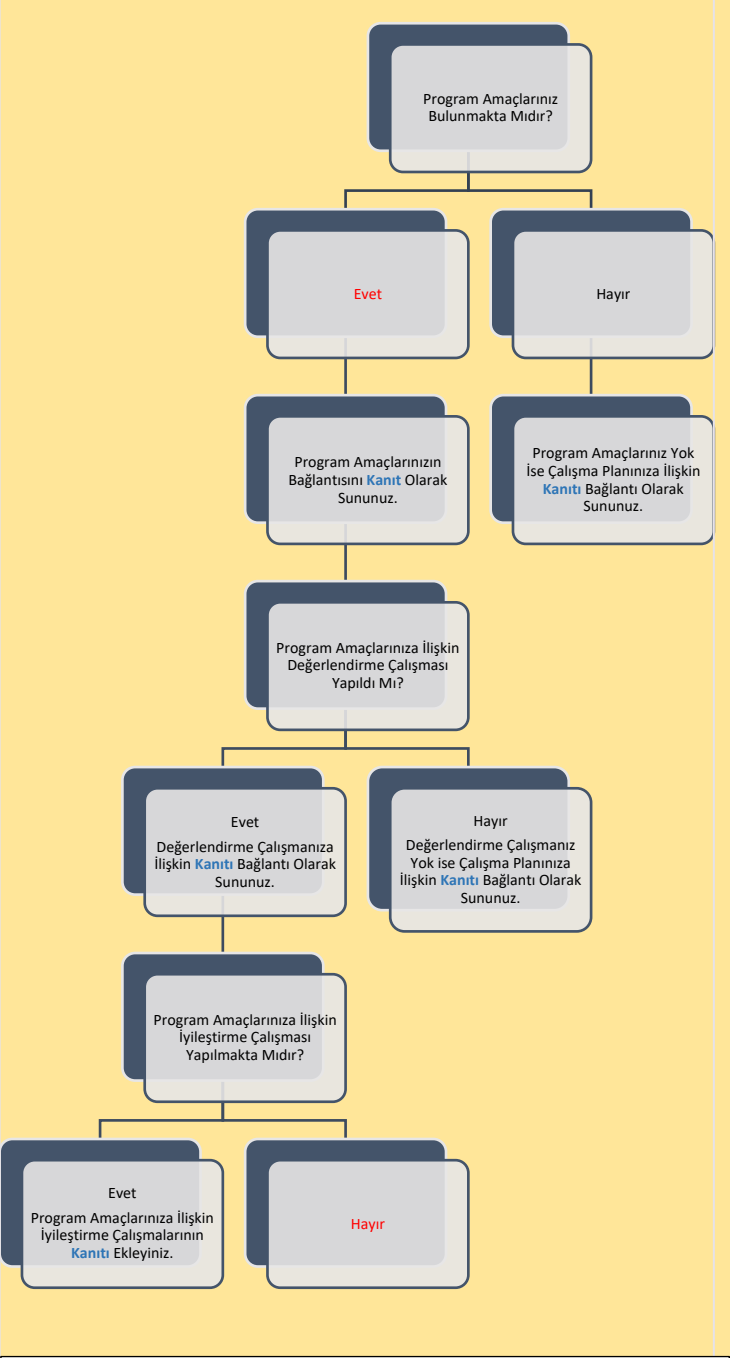 Program Amaçlarınız
Bulunmakta Mıdır?
Evet
Hayır
Program Amaçlarınızın
Bağlantısını Kanıt Olarak
Sununuz.
Program Amaçlarınız Yok
İse Çalışma Planınıza İlişkin
Kanıtı Bağlantı Olarak
Sununuz.
Program Amaçlarınıza İlişkin
Değerlendirme Çalışması
Yapıldı Mı?
Evet
Değerlendirme Çalışmanıza
İlişkin Kanıtı Bağlantı Olarak
Sununuz.
Hayır
Değerlendirme Çalışmanız
Yok ise Çalışma Planınıza
İlişkin Kanıtı Bağlantı Olarak
Sununuz.
Program Amaçlarınıza İlişkin
İyileştirme Çalışması
Yapılmakta Mıdır?
Evet
Program Amaçlarınıza İlişkin
İyileştirme Çalışmalarının
Kanıtı Ekleyiniz.
Hayır